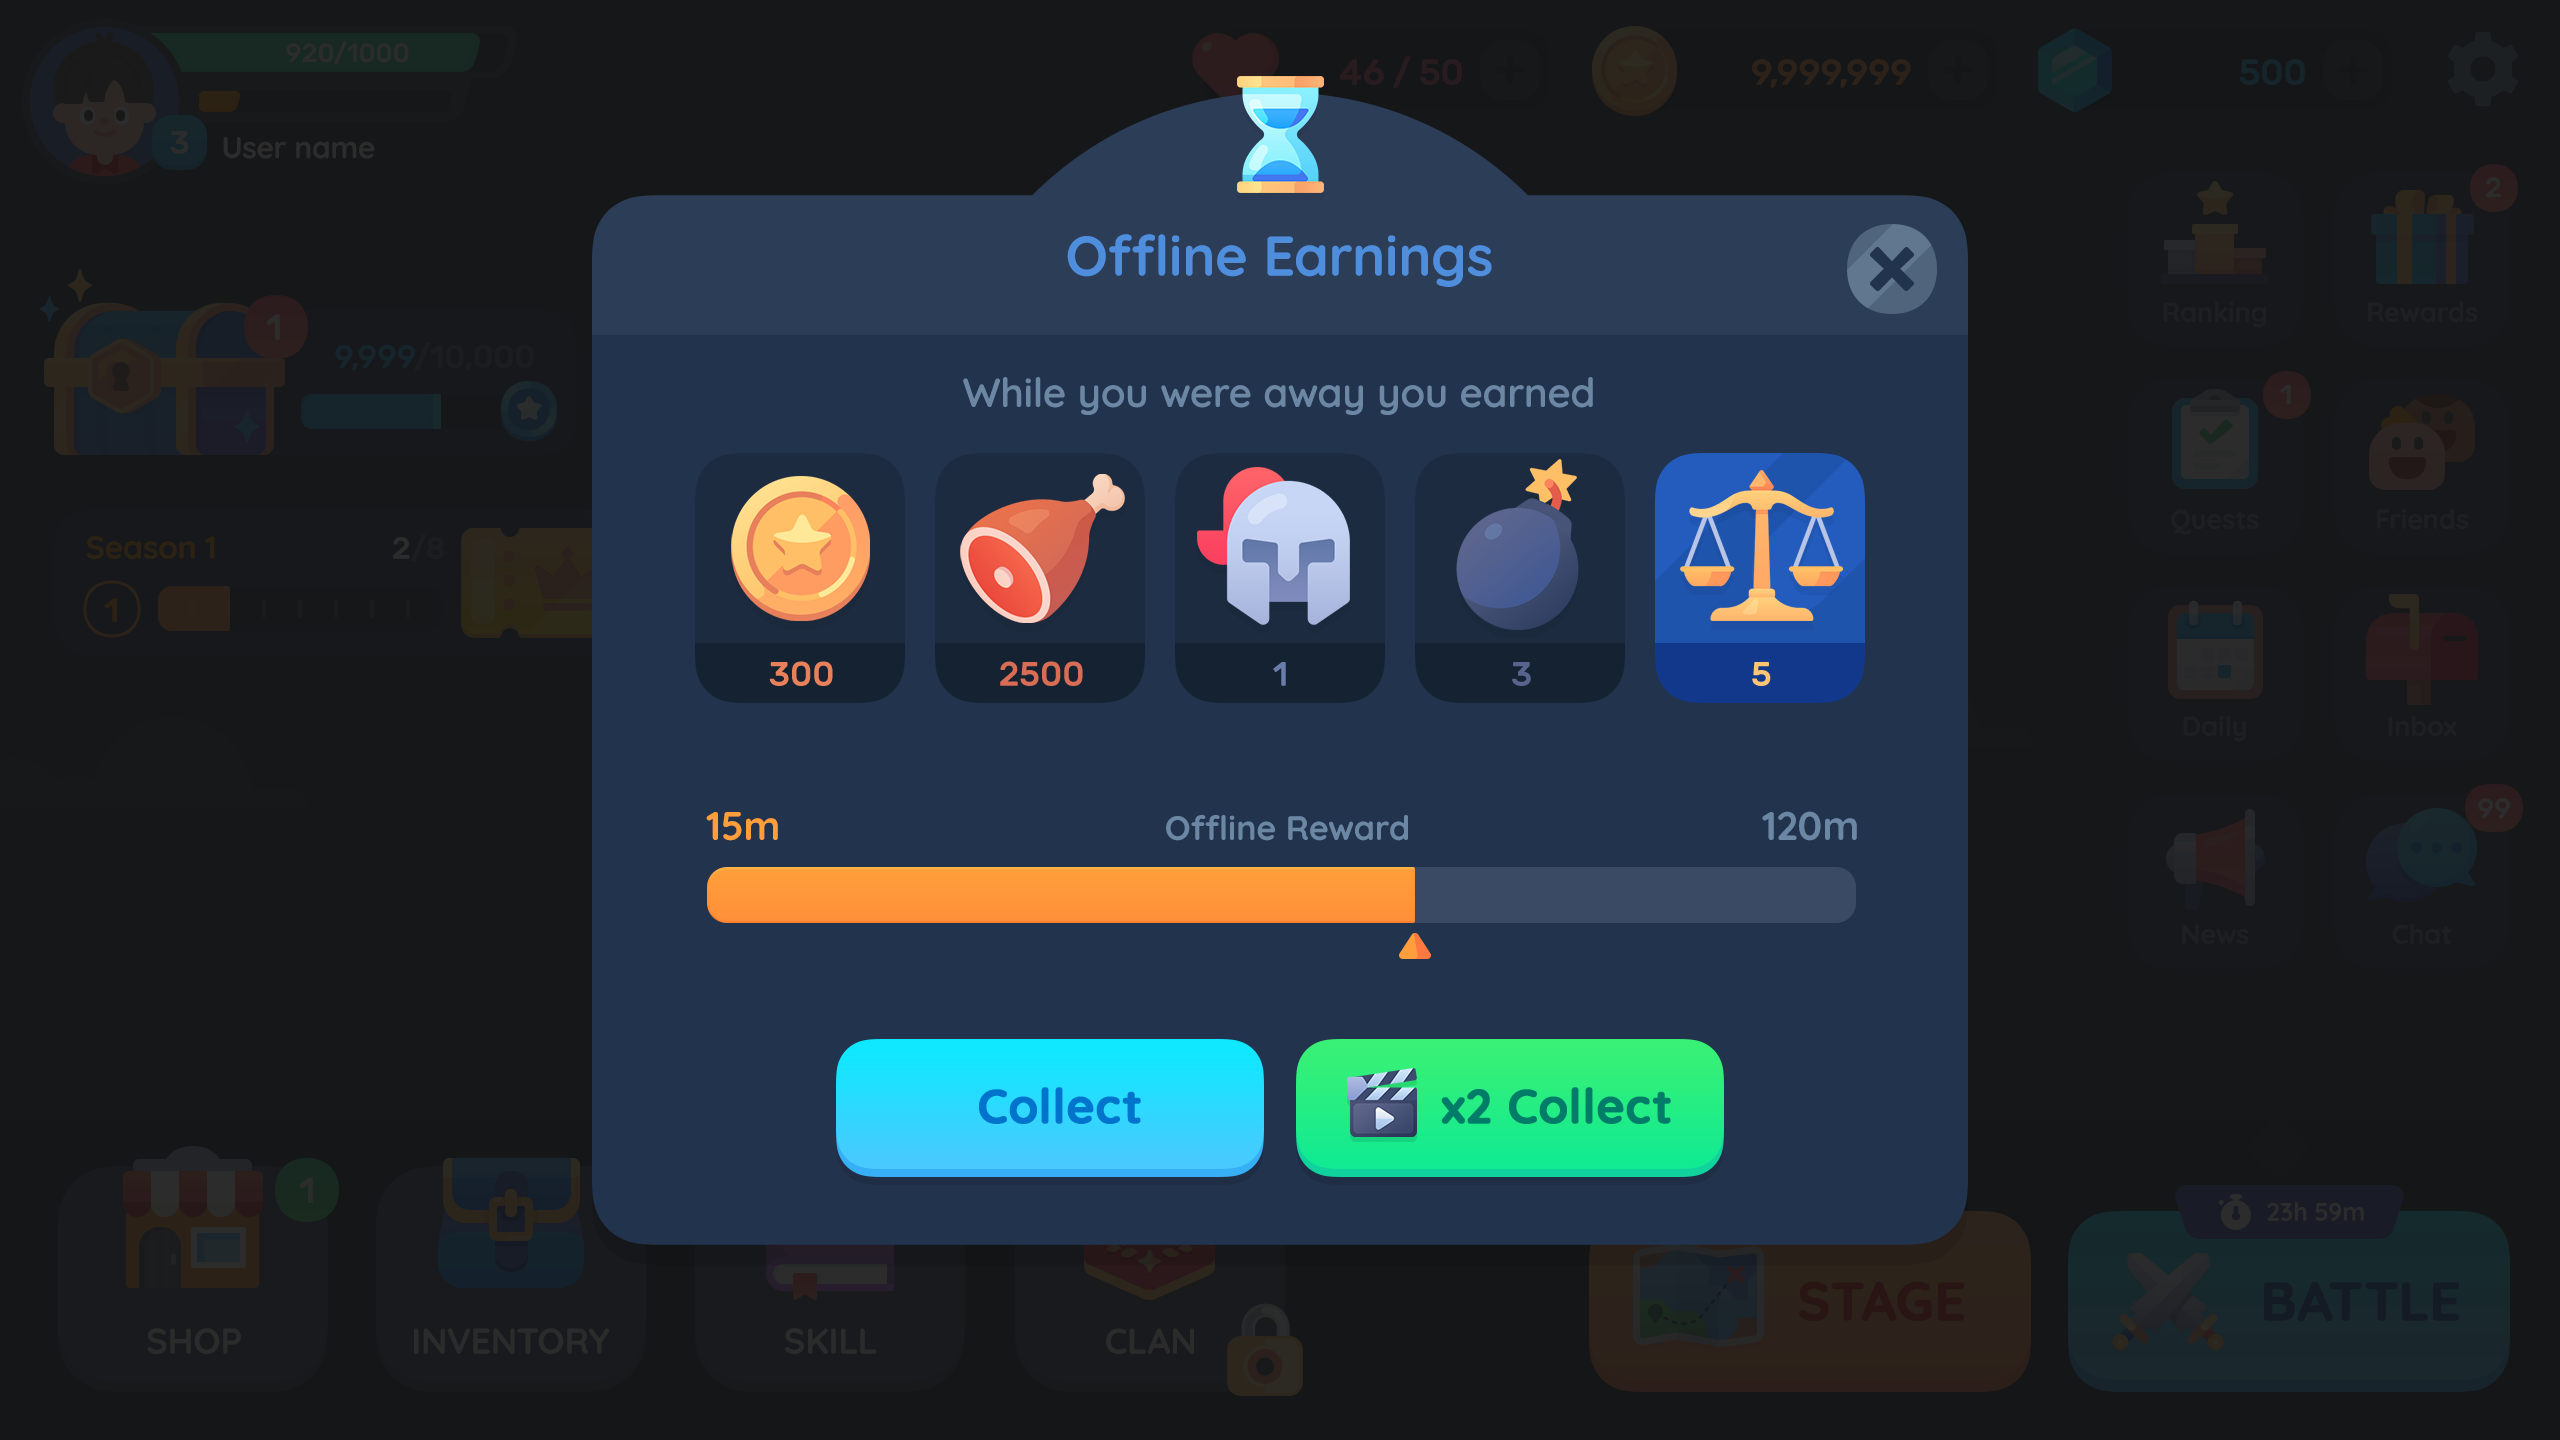 920/1000
46 / 50
9,999,999
500
3
User name
Offline Earnings
2
Ranking
Rewards
1
9,999/10,000
While you were away you earned
1
Quests
Friends
Season 1
2/8
1
300
2500
1
3
5
Daily
Inbox
15m
Offline Reward
120m
99
News
Chat
Collect
x2 Collect
1
23h 59m
SHOP
INVENTORY
SKILL
CLAN
STAGE
BATTLE